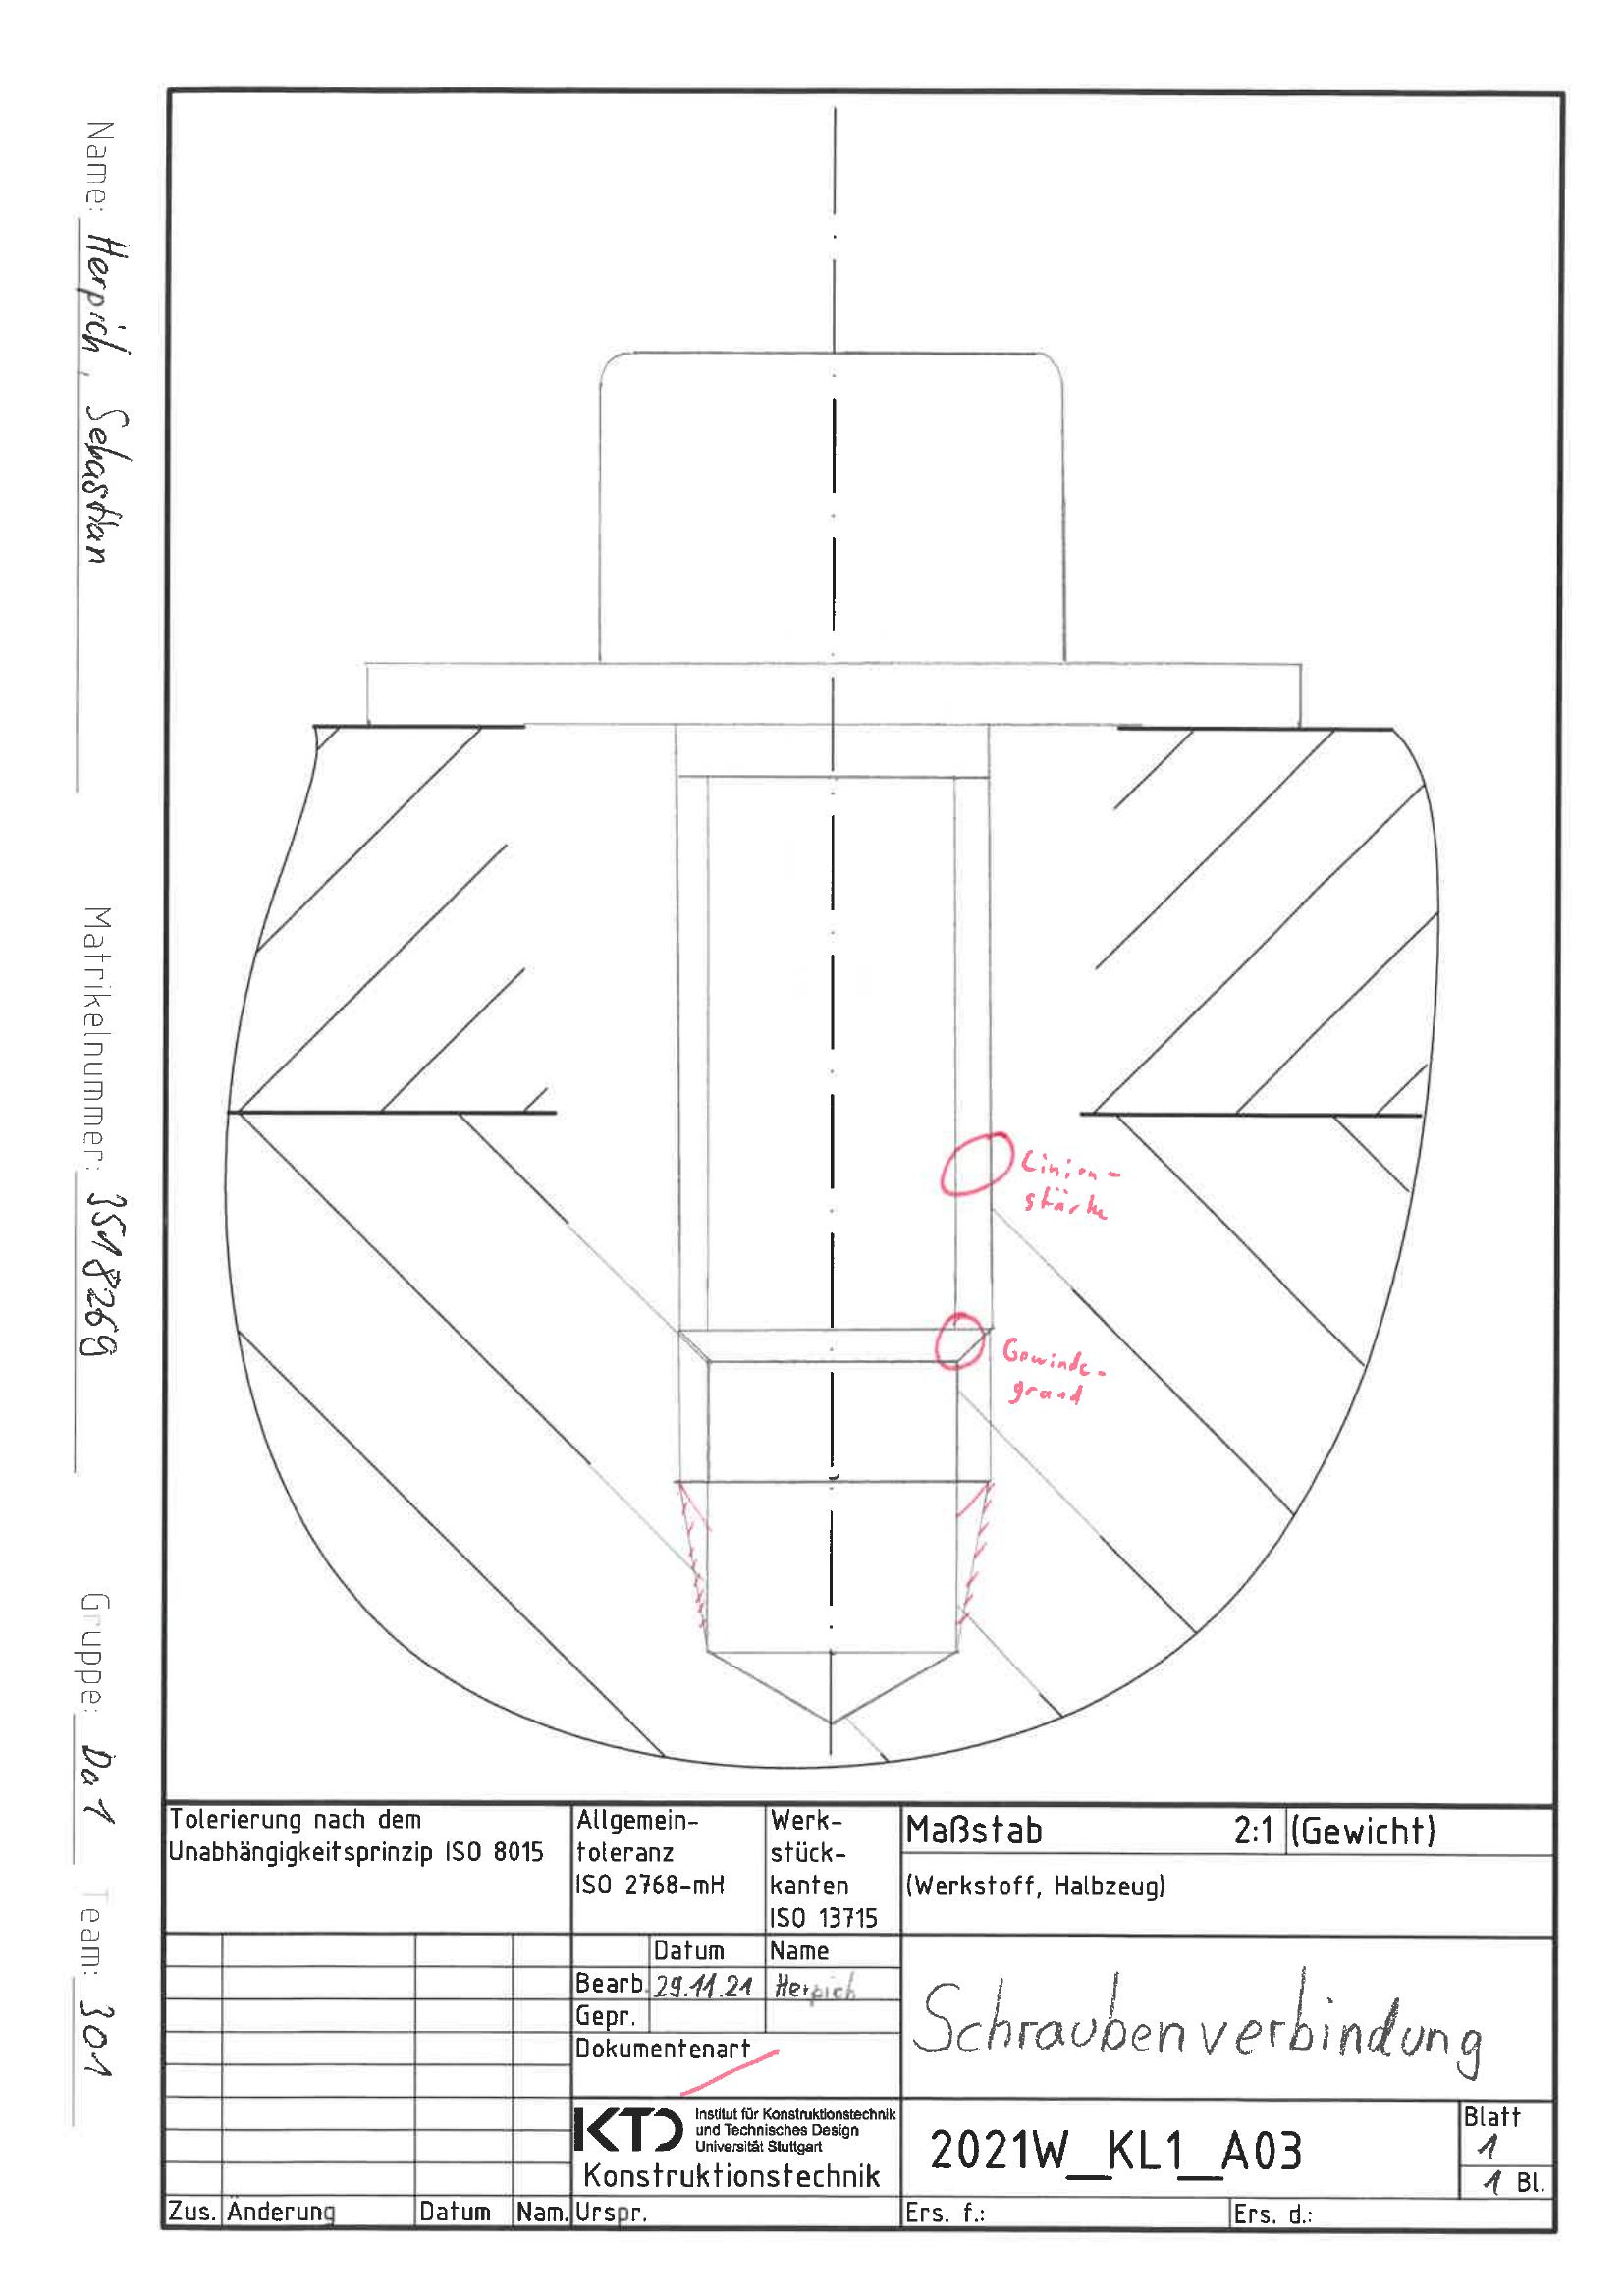 Name: Herpich, Sebastian
Matrikelnummer: 3518269
Gruppe: Da1 Team: 301
Linien-
stärke
Gewinde-
grund
Tolerierung nach dem
Unabhängigkeitsprinzip ISO 8015
Allgemein-
toleranz
ISO 2768-mH
Werk-
stück-
kanten
ISO 13715
Maßstab 2:1 (Gewicht)
(Werkstoff, Halbzeug)
Datum Name
Bearb. 29.11.21 Herpich
Gepr.
Dokumentenart
Schraubenverbindung
KTD Institut für Konstruktionstechnik
und Technisches Design
Universität Stuttgart
Konstruktionstechnik
2021W_KL1_A03
Blatt
1
1 Bl.
Zus. Änderung Datum Nam. Urspr. Ers. f.: Ers. d.: